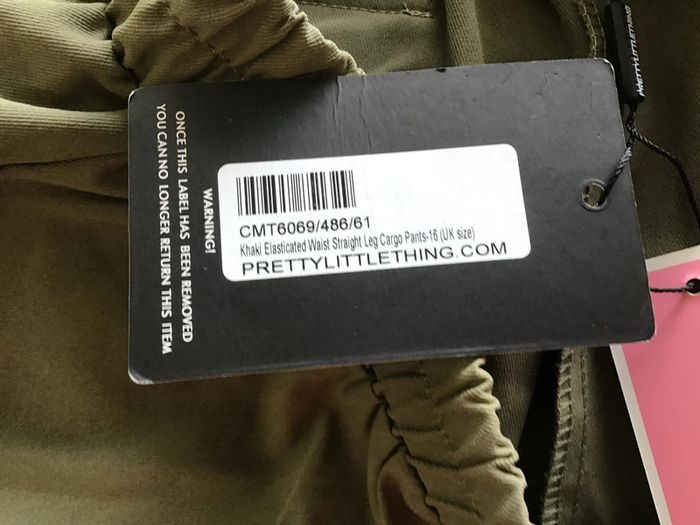 CMT6069/486/61
Khaki Elasticated Waist Straight Leg Cargo Pants-16 (UK size)
PRETTYLITTLETHING.COM
WARNING!
ONCE THIS LABEL HAS BEEN REMOVED
YOU CAN NO LONGER RETURN THIS ITEM
PRETTYLITTLETHING